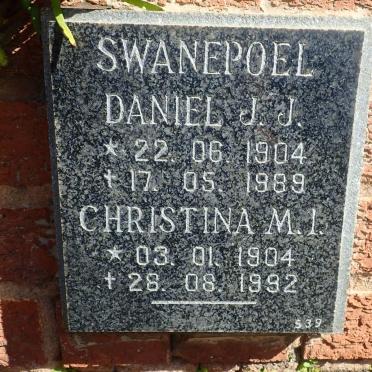 SWANEPOEL
DANIEL J. J.
* 22. 06. 1904
† 17. 05. 1989
CHRISTINA M. I.
* 03. 01. 1904
† 28. 08. 1992
539